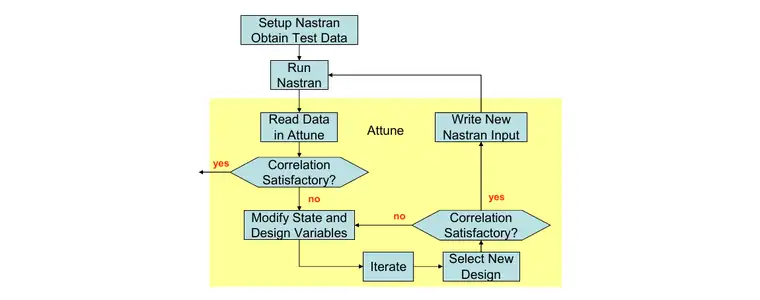 Setup Nastran
Obtain Test Data
Run
Nastran
Read Data
in Attune
Attune
Write New
Nastran Input
yes
Correlation
Satisfactory?
no
yes
Modify State and
Design Variables
no
Correlation
Satisfactory?
Iterate
Select New
Design